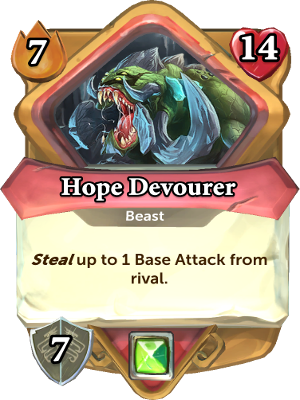 7
14
Hope Devourer
Beast
Steal up to 1 Base Attack from
rival.
7